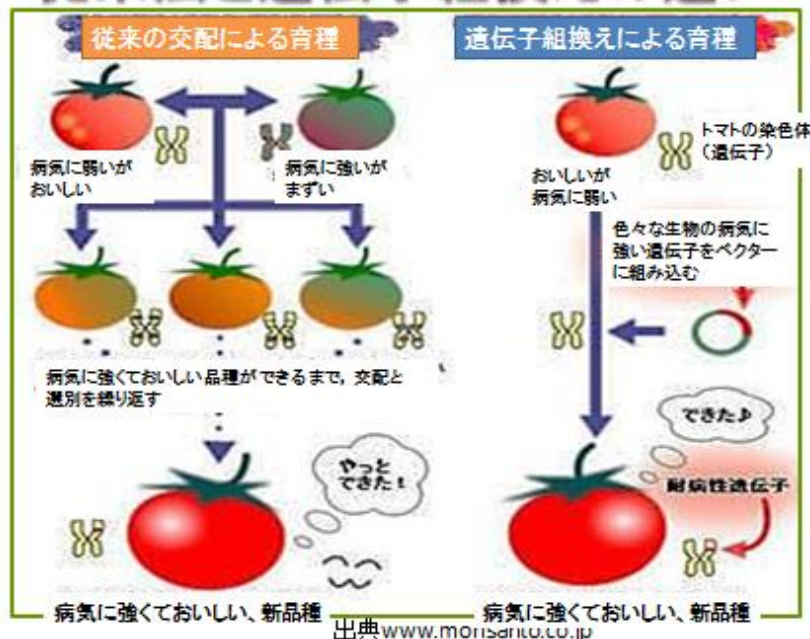 従来の交配による育種
病気に弱いが
おいしい
病気に強いが
まずい
病気に強くておいしい品種ができるまで，交配と
選別を繰り返す
やっと
できた！
病気に強くておいしい、新品種
遺伝子組換えによる育種
トマトの染色体
（遺伝子）
おいしいが
病気に弱い
色々な生物の病気に
強い遺伝子をベクター
に組み込む
できた♪
耐病性遺伝子
病気に強くておいしい、新品種
出典www.monsanto.co.jp